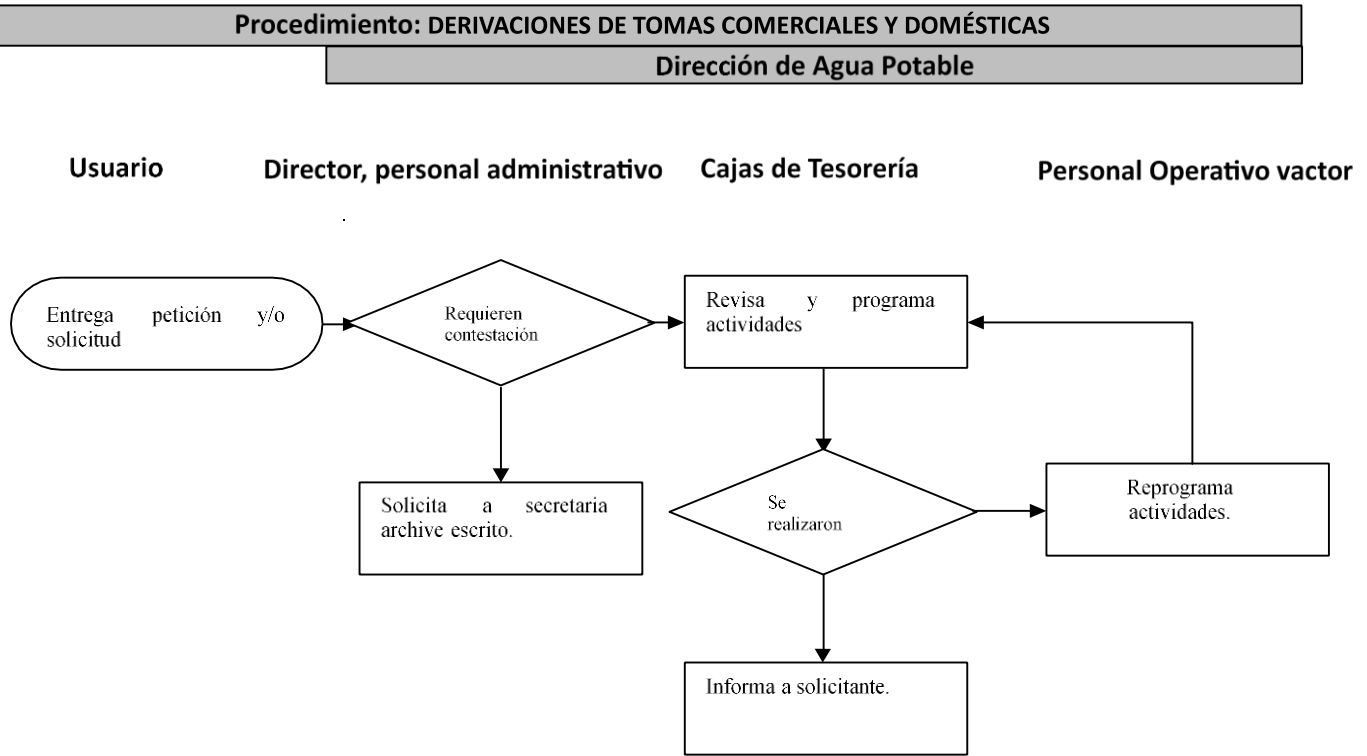 Procedimiento: DERIVACIONES DE TOMAS COMERCIALES Y DOMÉSTICAS
Dirección de Agua Potable
Usuario
Director, personal administrativo
Cajas de Tesorería
Personal Operativo vactor
Entrega petición y/o
solicitud
Requieren
contestación
Revisa y programa
actividades
Solicita a secretaria
archive escrito.
Se
realizaron
Reprograma
actividades.
Informa a solicitante.